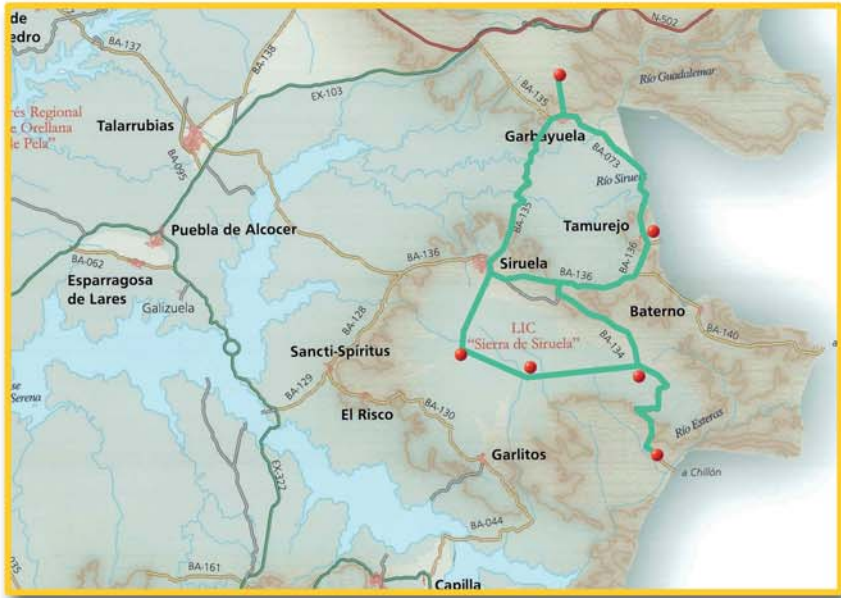 de
edro
BA-137
BA-138
N-502
EX-103
Río Guadalemar
BA-135
rés Regional
e Orellana
de Pela"
Talarrubias
BA-095
Garbayuela
BA-073
Río Sirue
BA-135
Tamurejo
Puebla de Alcocer
BA-136
BA-062
BA-136
Siruela
BA-136
Esparragosa
de Lares
Galizuela
BA-128
Baterno
LIC
"Sierra de Siruela"
BA-134
BA-140
a
Sancti-Spíritus
se
Serena
BA-129
El Risco
BA-130
Río Esteras
Garlitos
a Chillón
EX-322
BA-044
035
BA-161
Capilla